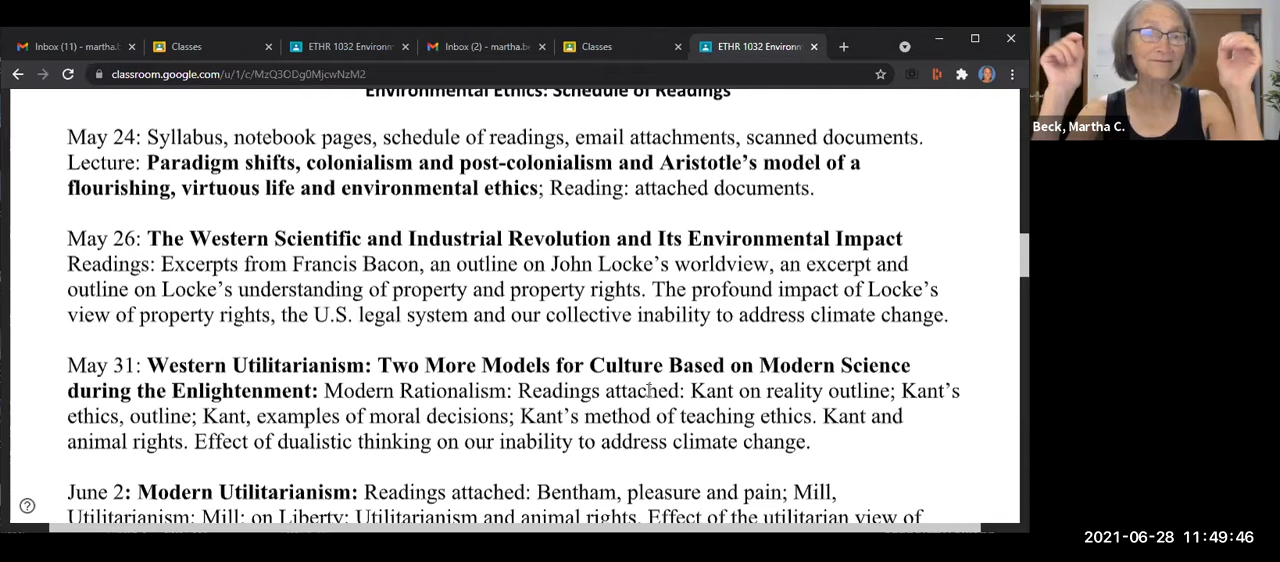 Inbox (11) - martha.b
Classes
ETHR 1032 Environm
Inbox (2) - martha.be
Classes
ETHR 1032 Environm
classroom.google.com/u/1/c/MzQ3ODg0MjcwNzM2
Beck, Martha C.
Environmental Ethics: Schedule of Readings
May 24: Syllabus, notebook pages, schedule of readings, email attachments, scanned documents.
Lecture: Paradigm shifts, colonialism and post-colonialism and Aristotle's model of a
flourishing, virtuous life and environmental ethics; Reading: attached documents.
May 26: The Western Scientific and Industrial Revolution and Its Environmental Impact
Readings: Excerpts from Francis Bacon, an outline on John Locke's worldview, an excerpt and
outline on Locke's understanding of property and property rights. The profound impact of Locke's
view of property rights, the U.S. legal system and our collective inability to address climate change.
May 31: Western Utilitarianism: Two More Models for Culture Based on Modern Science
during the Enlightenment: Modern Rationalism: Readings attached: Kant on reality outline; Kant's
ethics, outline; Kant, examples of moral decisions; Kant's method of teaching ethics. Kant and
animal rights. Effect of dualistic thinking on our inability to address climate change.
June 2: Modern Utilitarianism: Readings attached: Bentham, pleasure and pain; Mill,
Utilitarianism; Mill: on Liberty: Utilitarianism and animal rights. Effect of the utilitarian view of
2021-06-28 11:49:46